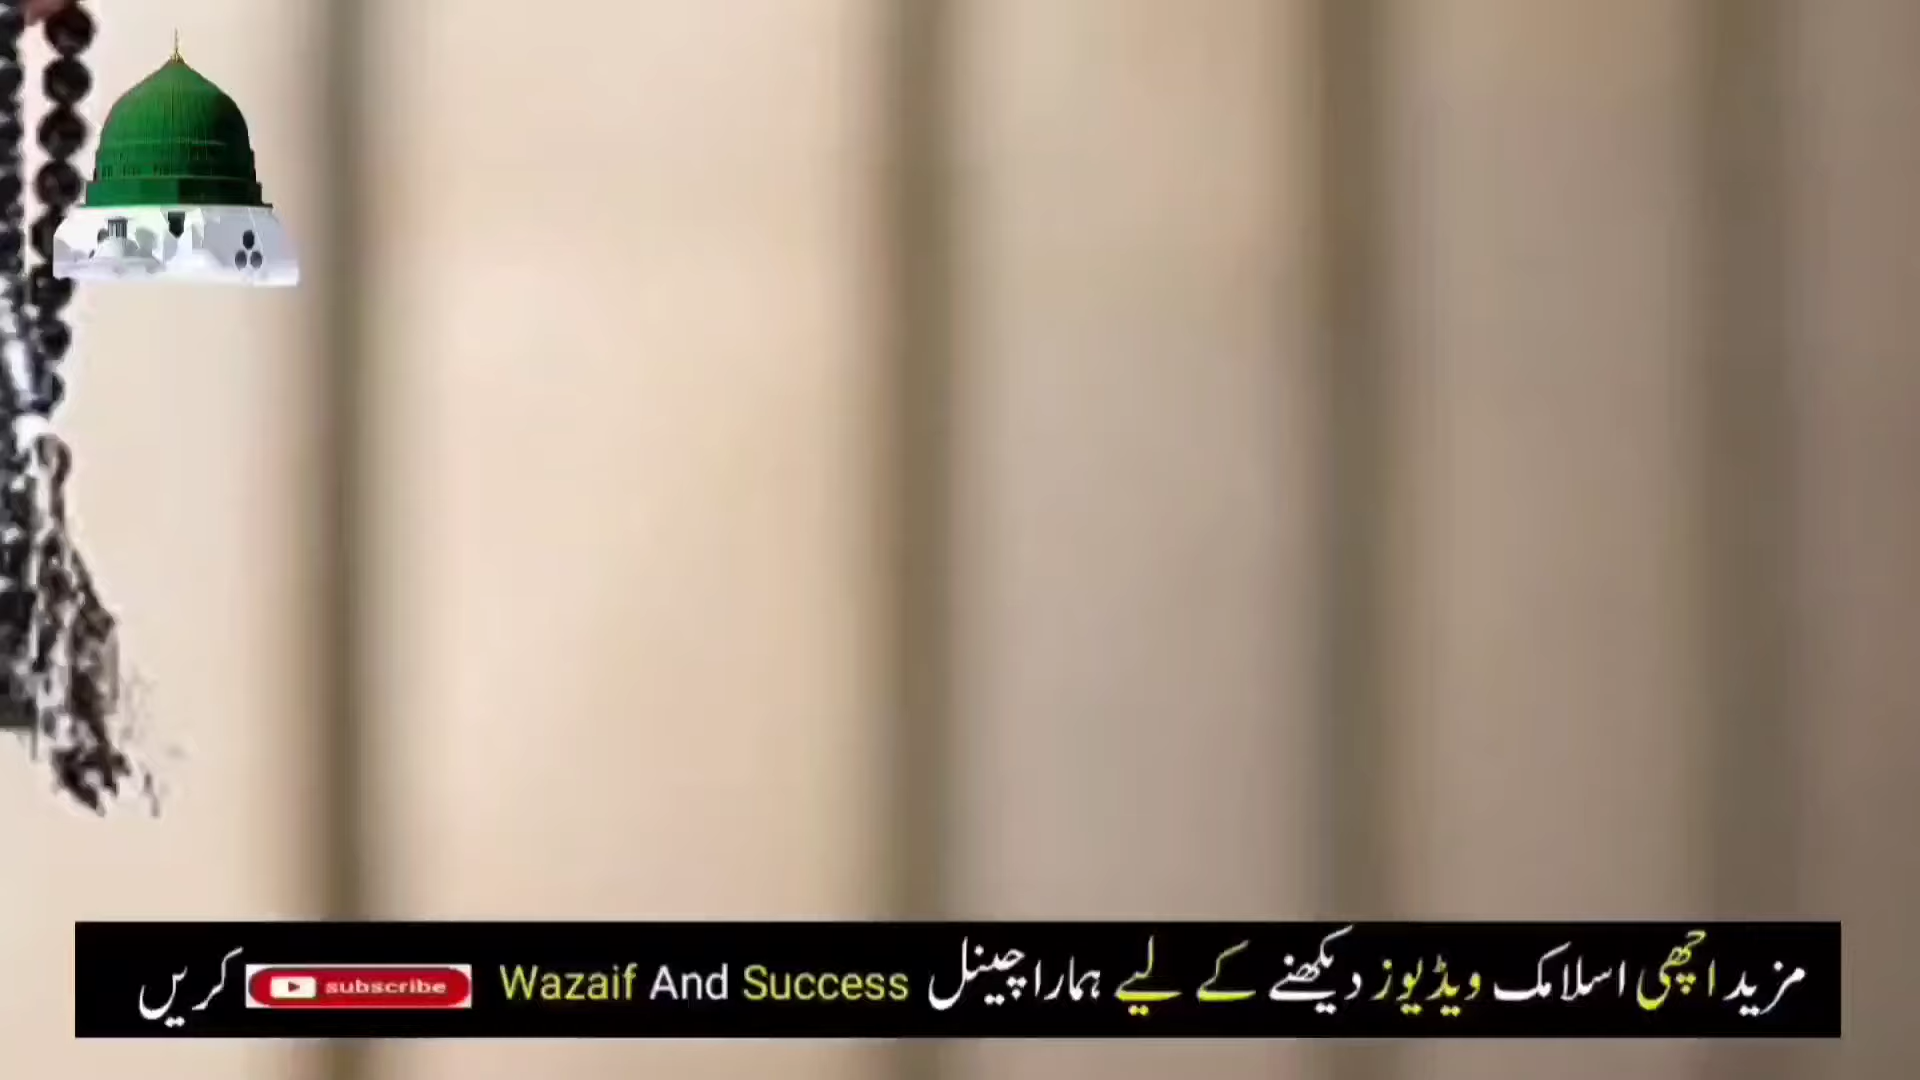 مزید اچھی اسلامک ویڈیوز دیکھنے کے لیے ہمارا چینل Wazaif And Success subscribe کریں